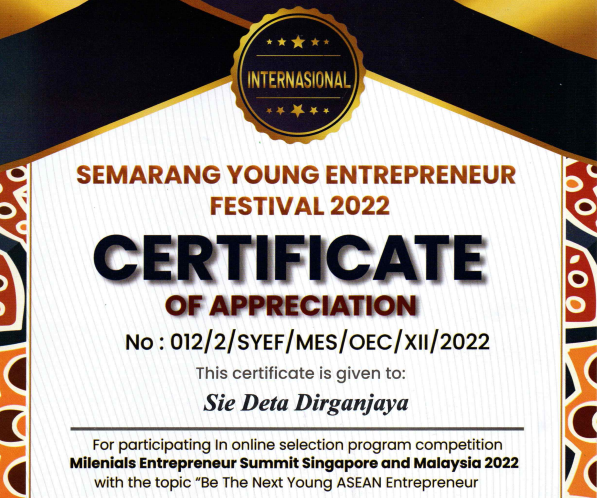 INTERNASIONAL
SEMARANG YOUNG ENTREPRENEUR
FESTIVAL 2022
CERTIFICATE
OF APPRECIATION
No : 012/2/SYEF/MES/OEC/XII/2022
This certificate is given to:
Sie Deta Dirganjaya
For participating In online selection program competition
Milenials Entrepreneur Summit Singapore and Malaysia 2022
with the topic “Be The Next Young ASEAN Entrepreneur